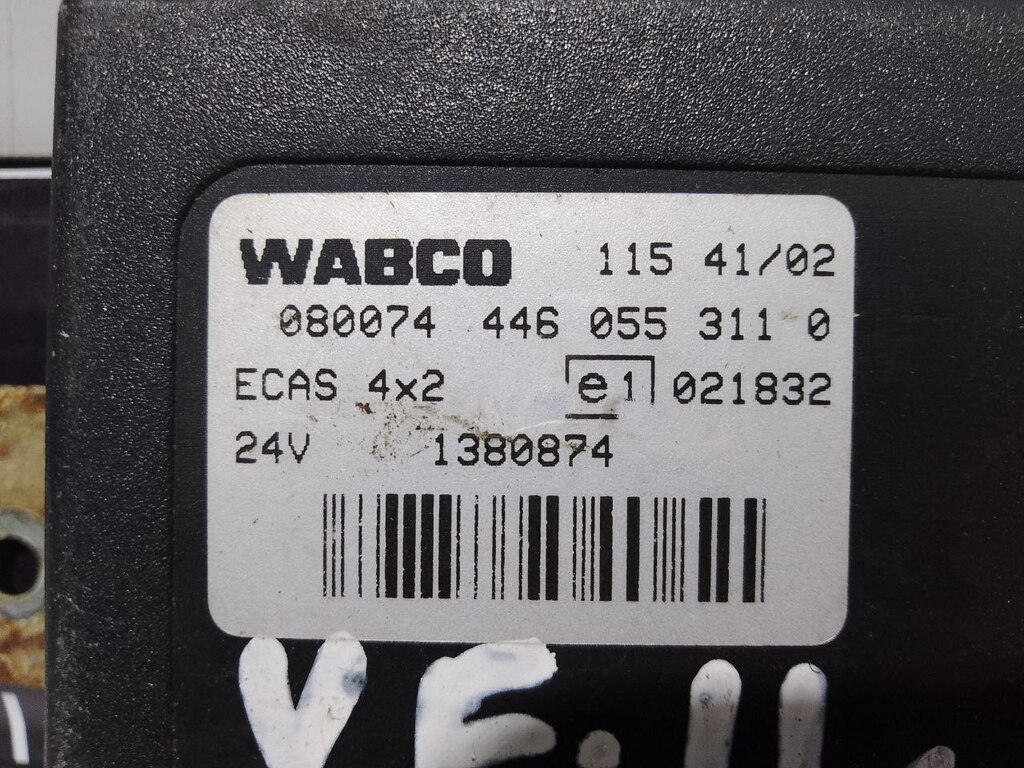 WABCO 115 41/02
080074 446 055 311 0
ECAS 4x2 e1 021832
24V 1380874